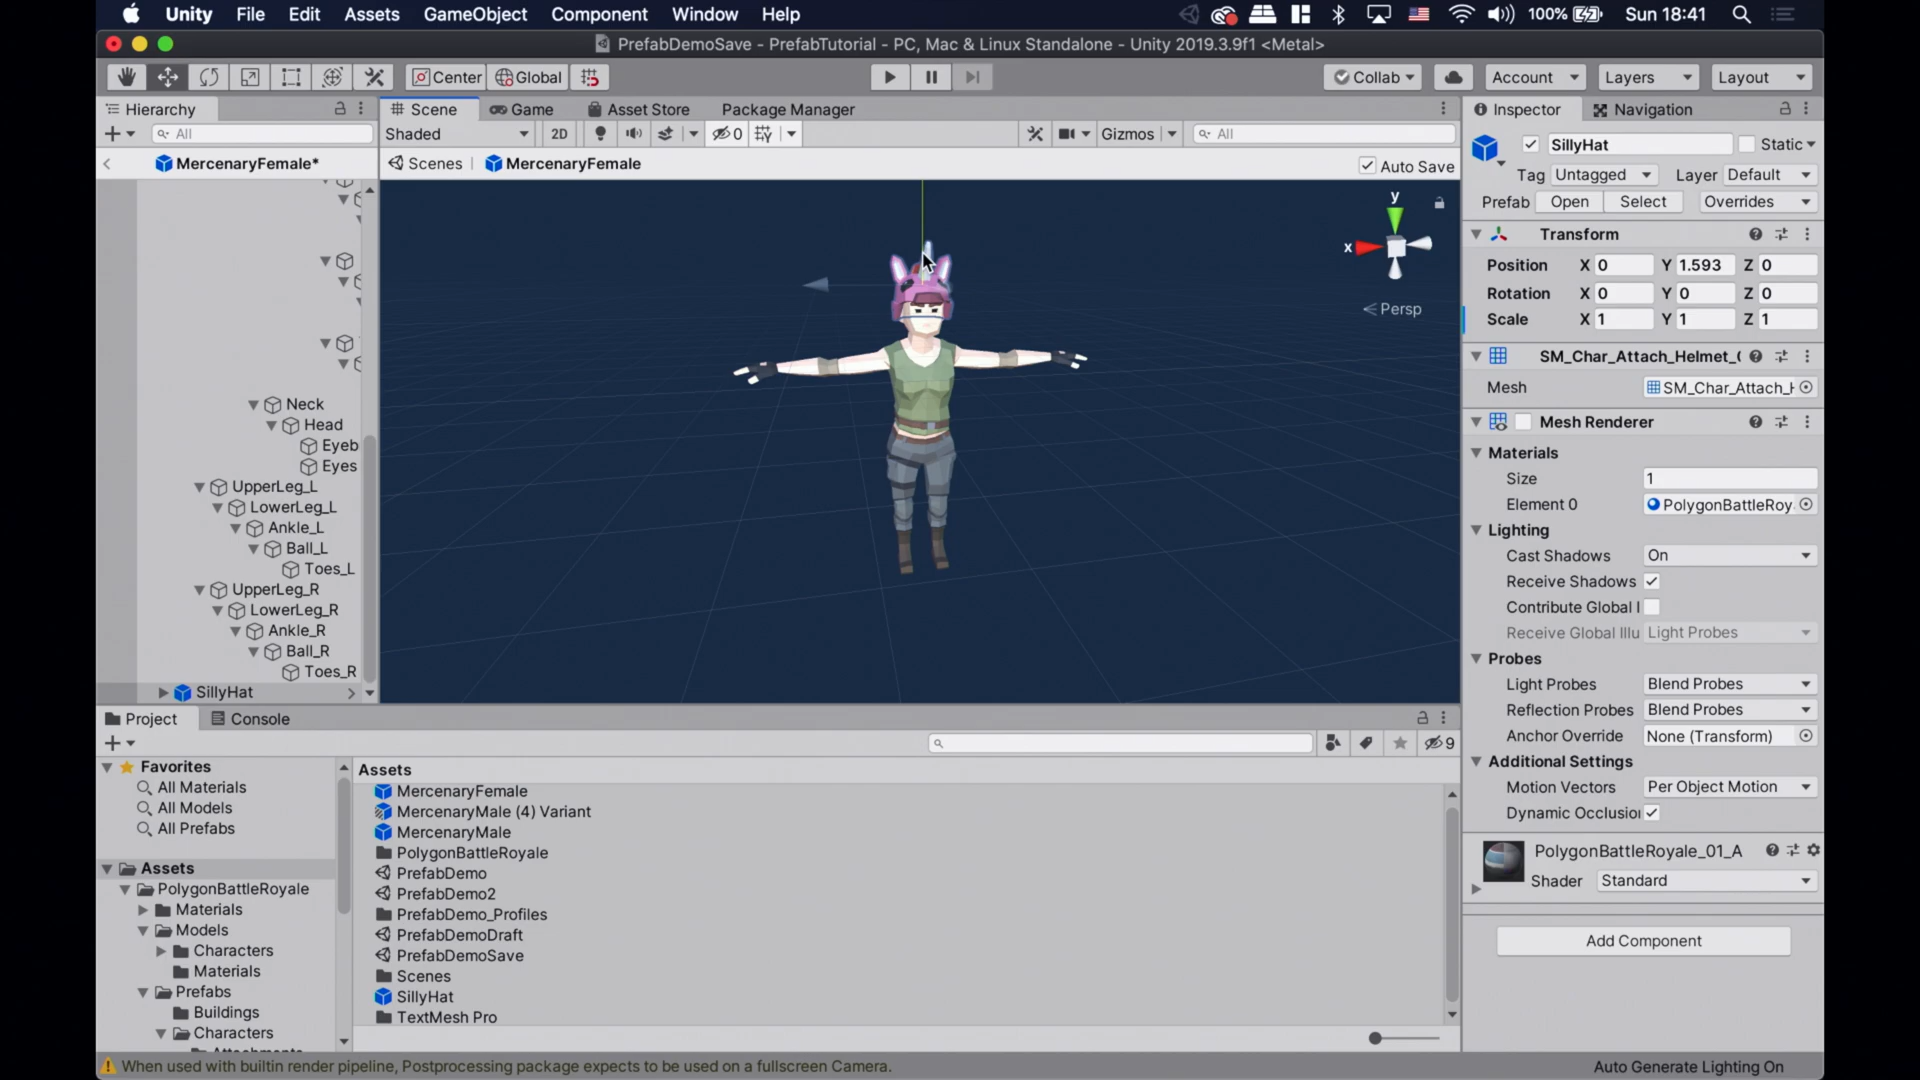 Unity File Edit Assets GameObject Component Window Help 100% Sun 18:41
PrefabDemoSave - PrefabTutorial - PC, Mac & Linux Standalone - Unity 2019.3.9f1 <Metal>
Center Global Collab Account Layers Layout
Hierarchy Scene Game Asset Store Package Manager Inspector Navigation
All Shaded 2D 0 Gizmos All SillyHat Static
MercenaryFemale* Scenes MercenaryFemale Auto Save
Tag Untagged Layer Default
Prefab Open Select Overrides
y
x
Persp
Transform
Position X 0 Y 1.593 Z 0
Rotation X 0 Y 0 Z 0
Scale X 1 Y 1 Z 1
SM_Char_Attach_Helmet_(
Mesh SM_Char_Attach_H
Mesh Renderer
Materials
Size 1
Element 0 PolygonBattleRoy
Lighting
Cast Shadows On
Receive Shadows
Contribute Global I
Receive Global Illu Light Probes
Probes
Light Probes Blend Probes
Reflection Probes Blend Probes
Anchor Override None (Transform)
Additional Settings
Motion Vectors Per Object Motion
Dynamic Occlusio
PolygonBattleRoyale_01_A
Shader Standard
Add Component
Neck
Head
Eyeb
Eyes
UpperLeg_L
LowerLeg_L
Ankle_L
Ball_L
Toes_L
UpperLeg_R
LowerLeg_R
Ankle_R
Ball_R
Toes_R
SillyHat
Project Console
9
Favorites
All Materials
All Models
All Prefabs
Assets
PolygonBattleRoyale
Materials
Models
Characters
Materials
Prefabs
Buildings
Characters
Assets
MercenaryFemale
MercenaryMale (4) Variant
MercenaryMale
PolygonBattleRoyale
PrefabDemo
PrefabDemo2
PrefabDemo_Profiles
PrefabDemoDraft
PrefabDemoSave
Scenes
SillyHat
TextMesh Pro
When used with builtin render pipeline, Postprocessing package expects to be used on a fullscreen Camera.
Auto Generate Lighting On